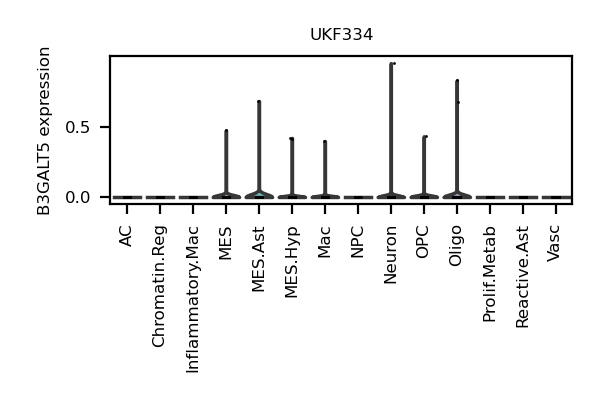 UKF334
B3GALT5 expression
0.5
0.0
AC
Chromatin.Reg
Inflammatory.Mac
MES
MES.Ast
MES.Hyp
Mac
NPC
Neuron
OPC
Oligo
Prolif.Metab
Reactive.Ast
Vasc